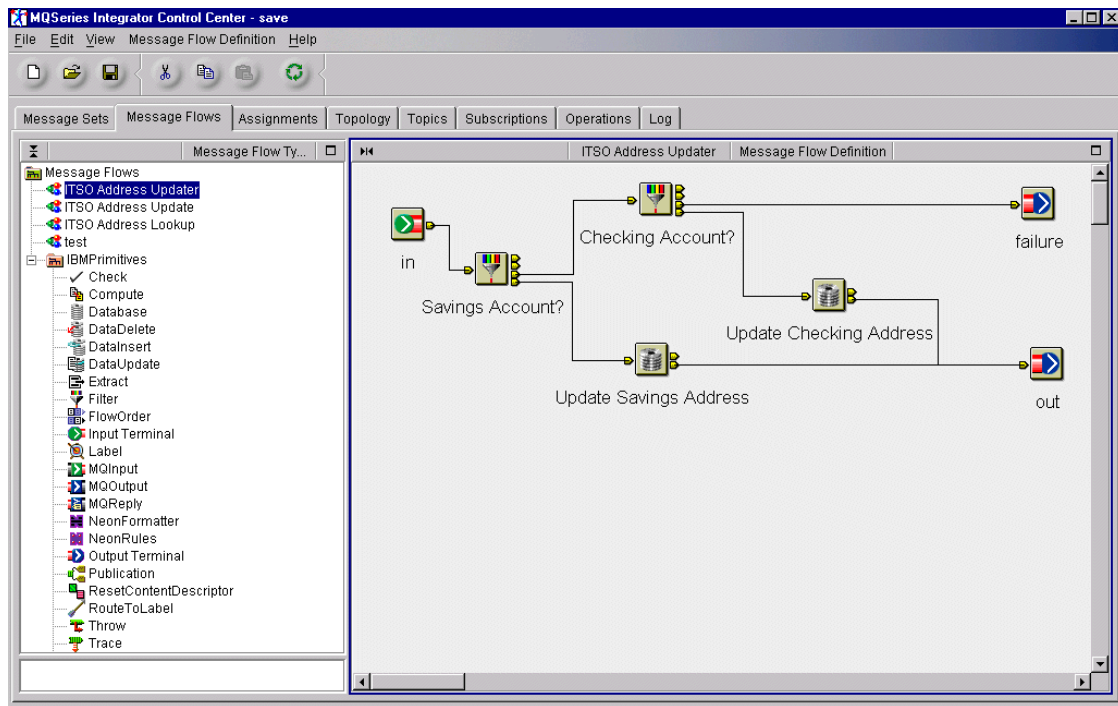 MQSeries Integrator Control Center - save
File Edit View Message Flow Definition Help
Message Sets Message Flows Assignments Topology Topics Subscriptions Operations Log
Message Flow Ty...
ITSO Address Updater Message Flow Definition
Message Flows
ITSO Address Updater
ITSO Address Update
ITSO Address Lookup
test
IBMPrimitives
Check
Compute
Database
DataDelete
DataInsert
DataUpdate
Extract
Filter
FlowOrder
Input Terminal
Label
MQInput
MQOutput
MQReply
NeonFormatter
NeonRules
Output Terminal
Publication
ResetContentDescriptor
RouteToLabel
Throw
Trace
in
Savings Account?
Checking Account?
failure
Update Checking Address
Update Savings Address
out